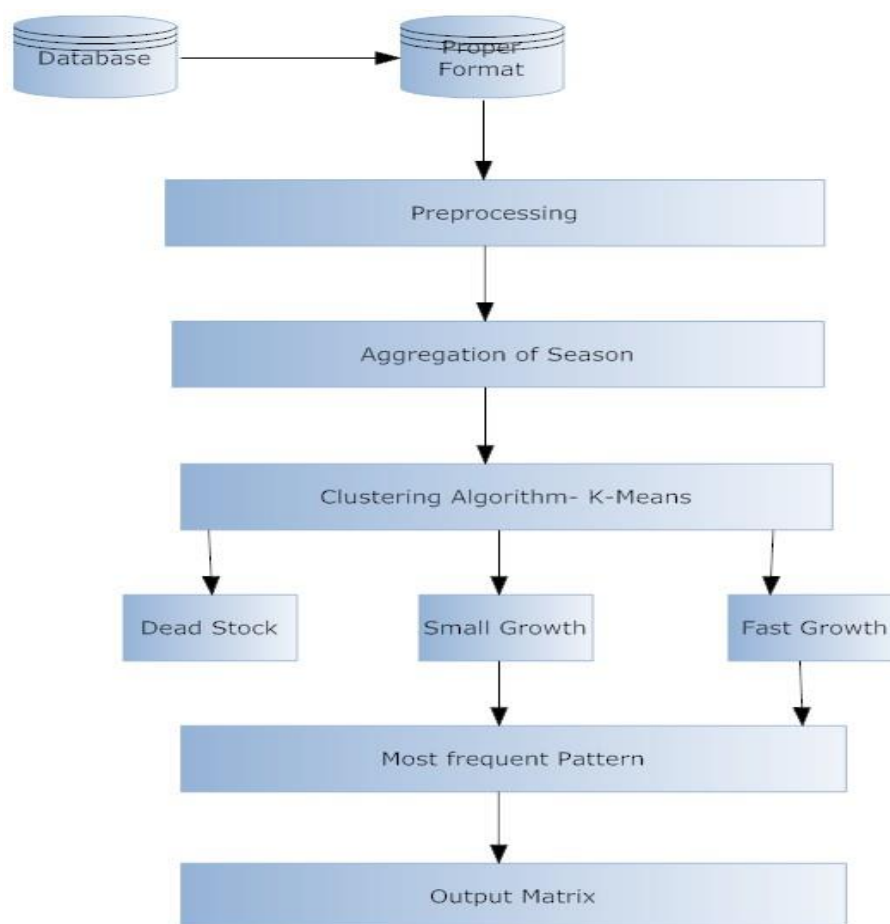 Database
Proper
Format
Preprocessing
Aggregation of Season
Clustering Algorithm- K-Means
Dead Stock
Small Growth
Fast Growth
Most frequent Pattern
Output Matrix